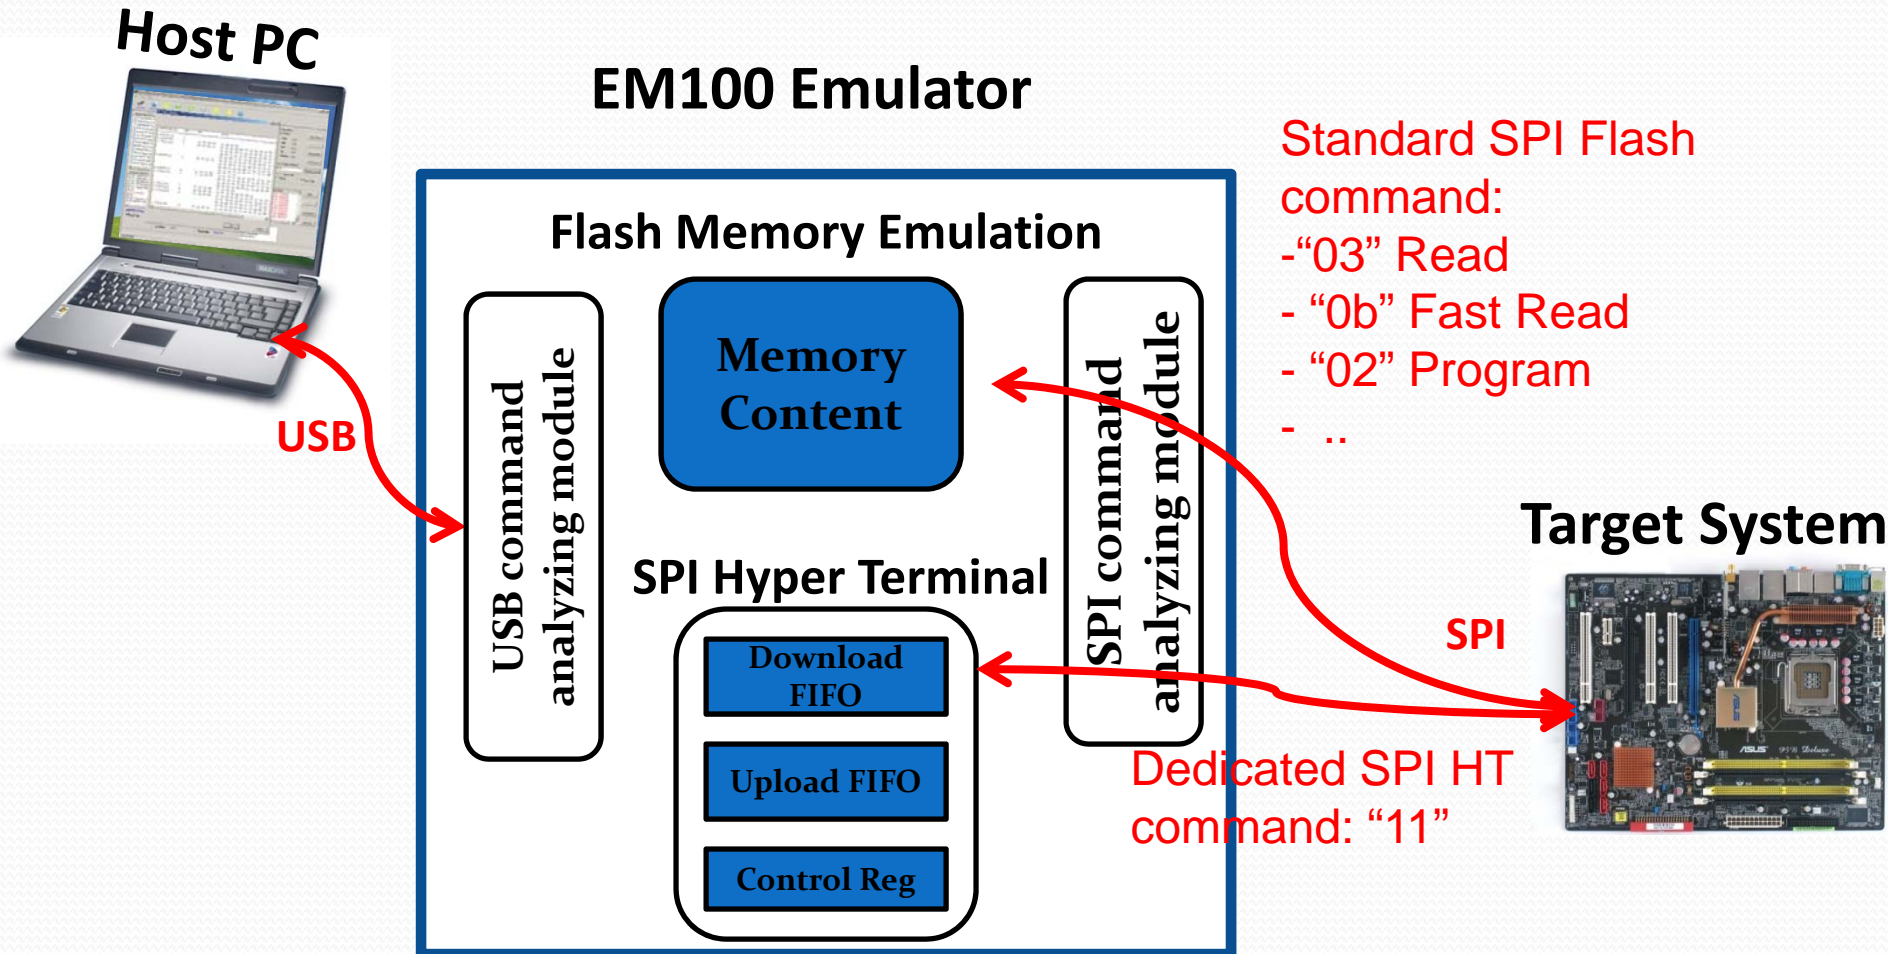 Host PC
EM100 Emulator
Standard SPI Flash
command:
-“03” Read
- “0b” Fast Read
- “02” Program
- ..
Flash Memory Emulation
Memory
Content
USB command
analyzing module
SPI command
analyzing module
USB
SPI Hyper Terminal
Download
FIFO
Upload FIFO
Control Reg
Target System
SPI
Dedicated SPI HT
command: “11”
ASUS